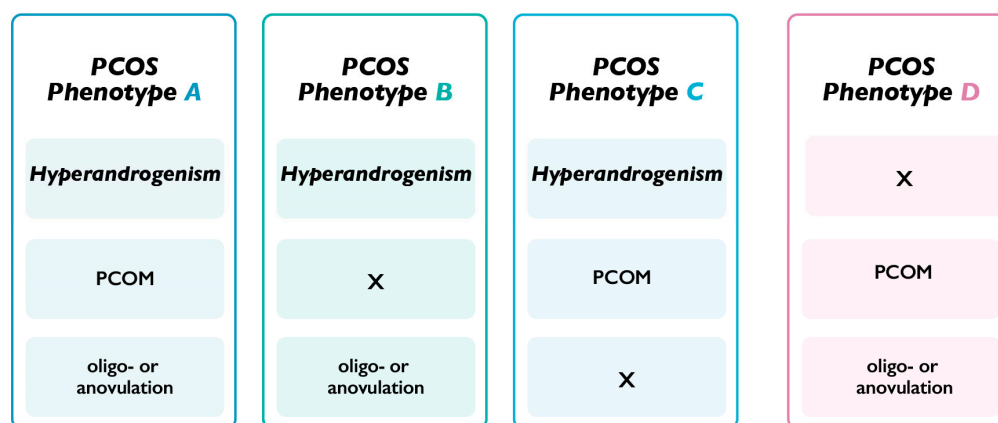 PCOS
Phenotype A
Hyperandrogenism
PCOM
oligo- or
anovulation
PCOS
Phenotype B
Hyperandrogenism
X
oligo- or
anovulation
PCOS
Phenotype C
Hyperandrogenism
PCOM
X
PCOS
Phenotype D
X
PCOM
oligo- or
anovulation